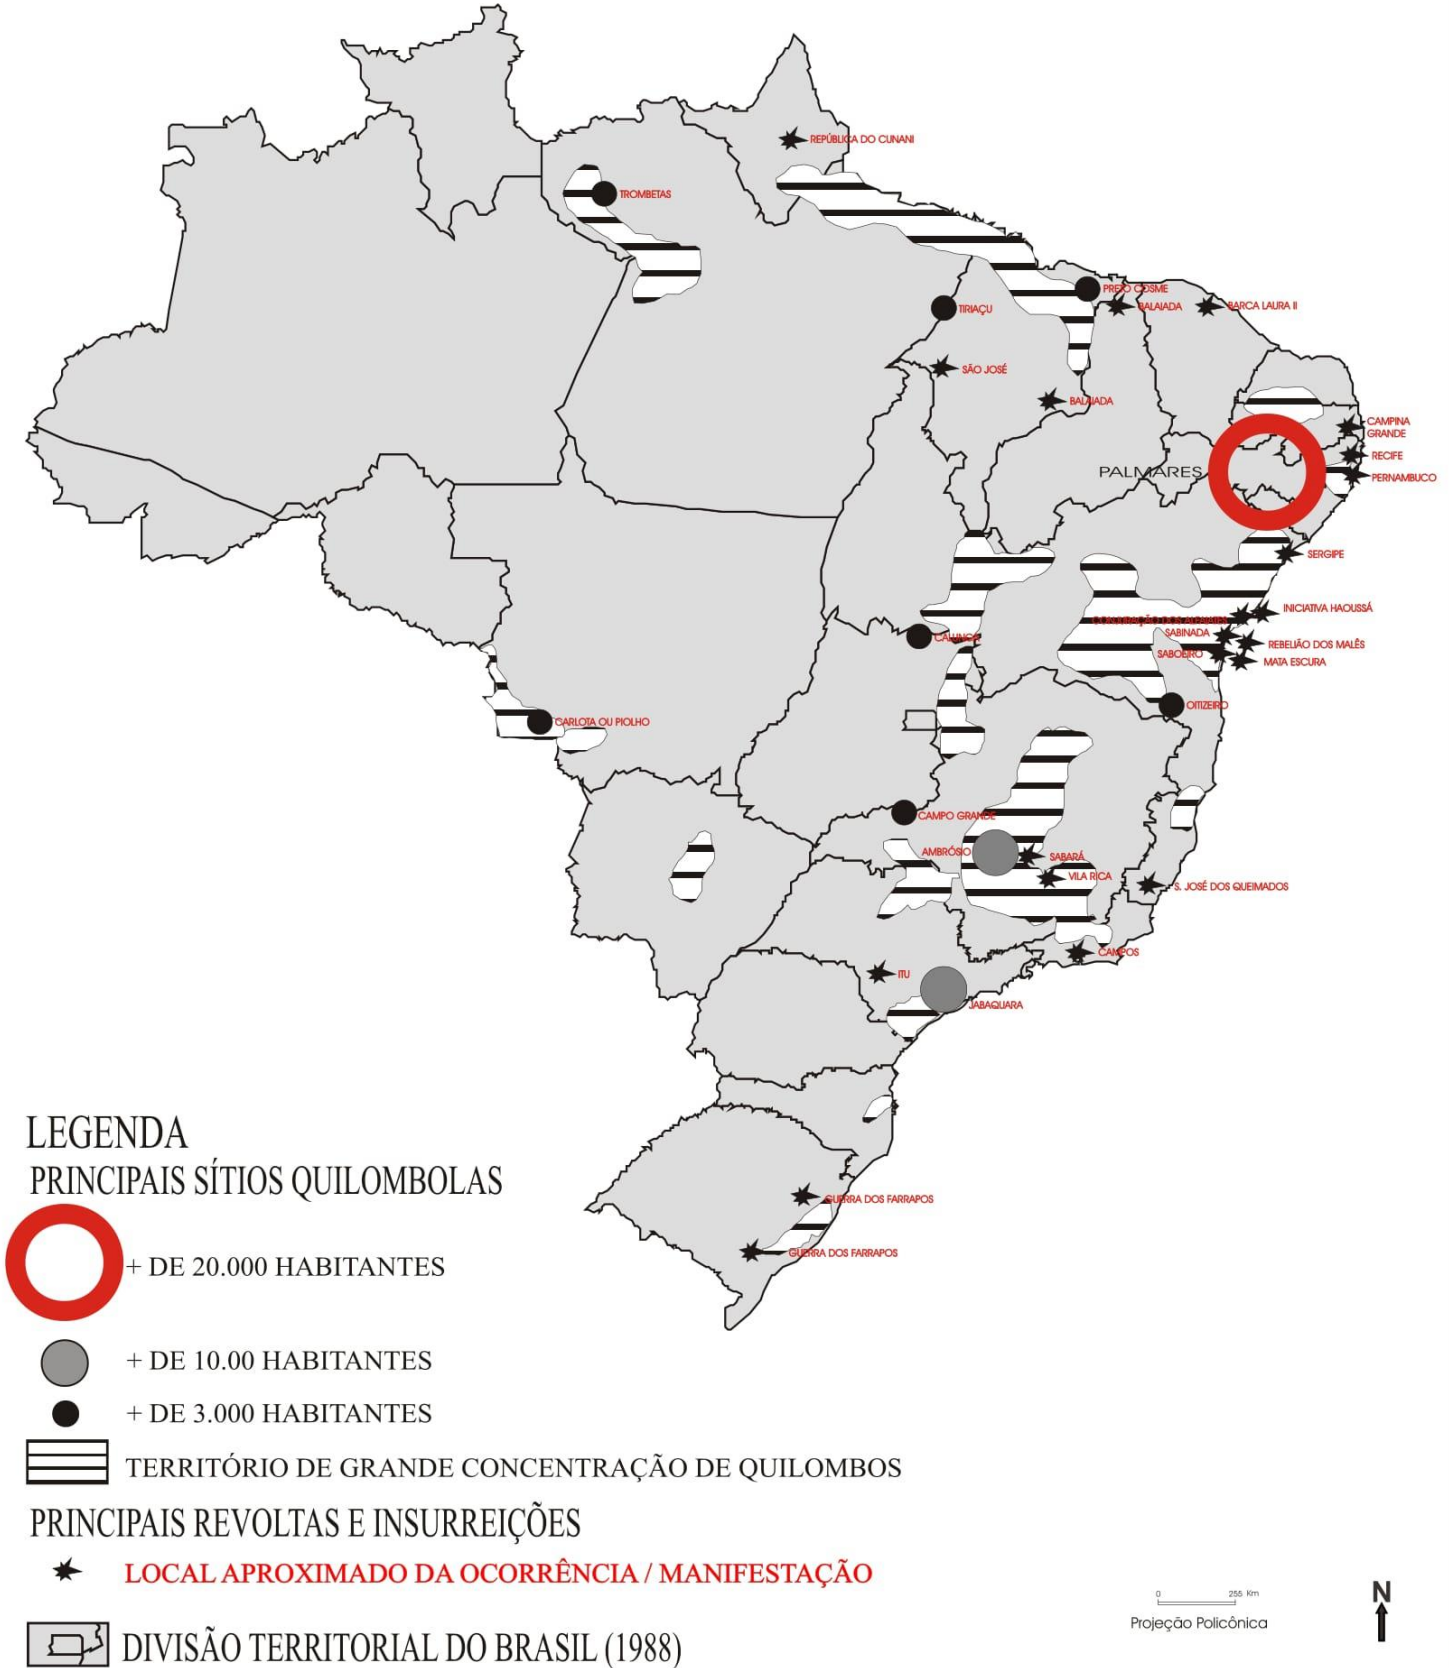 REPÚBLICA DO CUNANI
TROMBETAS
PRETO COSME
TIRIAÇU
BALAIADA
BARCA LAURA II
SÃO JOSÉ
BALAIADA
CAMPINA
GRANDE
RECIFE
PALMARES
PERNAMBUCO
SERGIPE
INICIATIVA HAOUSSÁ
CONJURAÇÃO DOS ALFAIATES
SABINADA
CALUNGA
REBELIÃO DOS MALÊS
SABOEIRO
MATA ESCURA
OITIZEIRO
CARLOTA OU PIOLHO
CAMPO GRANDE
AMBRÓSIO
SABARÁ
VILA RICA
S. JOSÉ DOS QUEIMADOS
CAMPOS
ITU
JABAQUARA
GUERRA DOS FARRAPOS
GUERRA DOS FARRAPOS
LEGENDA
PRINCIPAIS SÍTIOS QUILOMBOLAS
+ DE 20.000 HABITANTES
+ DE 10.00 HABITANTES
+ DE 3.000 HABITANTES
TERRITÓRIO DE GRANDE CONCENTRAÇÃO DE QUILOMBOS
PRINCIPAIS REVOLTAS E INSURREIÇÕES
LOCAL APROXIMADO DA OCORRÊNCIA / MANIFESTAÇÃO
DIVISÃO TERRITORIAL DO BRASIL (1988)
0 255 Km
Projeção Policônica
N